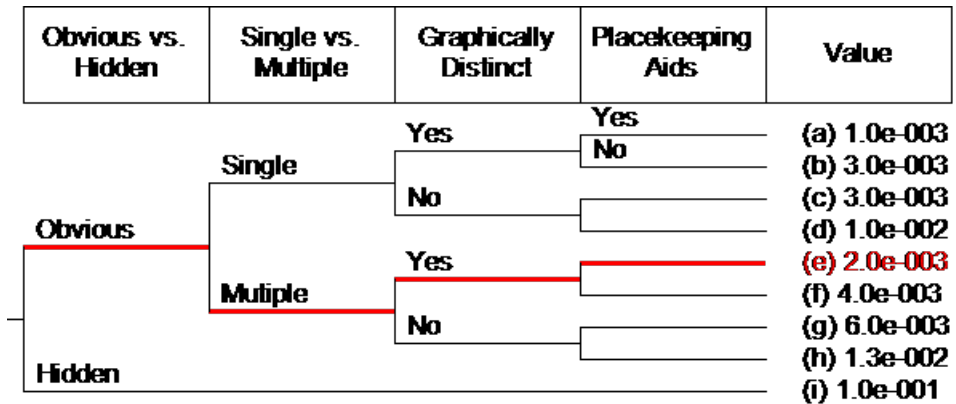 Obvious vs.
Hidden
Single vs.
Multiple
Graphically
Distinct
Placekeeping
Aids
Value
Yes
Yes
(a) 1.0e-003
No
(b) 3.0e-003
Single
No
(c) 3.0e-003
(d) 1.0e-002
Obvious
Yes
(e) 2.0e-003
Mutiple
(f) 4.0e-003
No
(g) 6.0e-003
(h) 1.3e-002
Hidden
(i) 1.0e-001